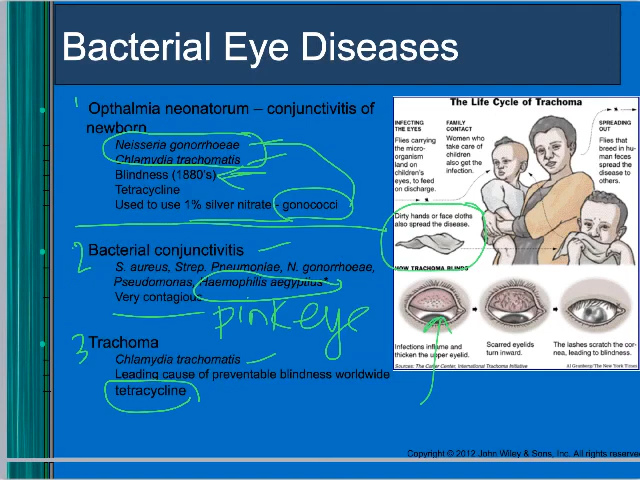 Bacterial Eye Diseases
1
Opthalmia neonatorum – conjunctivitis of
newborn
Neisseria gonorrhoeae
Chlamydia trachomatis
Blindness (1880's)
Tetracycline
Used to use 1% silver nitrate - gonococci
2
Bacterial conjunctivitis
S. aureus, Strep. Pneumoniae, N. gonorrhoeae,
Pseudomonas, Haemophilis aegyptius*
Very contagious
pinkeye
3
Trachoma
Chlamydia trachomatis
Leading cause of preventable blindness worldwide
tetracycline
The Life Cycle of Trachoma
INFECTING
THE EYES
Flies carrying
the micro-
organism
land on
children's
eyes, to feed
on discharge.
FAMILY
CONTACT
Women who
take care of
children
also get the
infection.
SPREADING
OUT
Flies that
breed in hu-
man feces
spread the
disease to
others.
Dirty hands or face cloths
also spread the disease.
HOW TRACHOMA BLINDS
Infections inflame and
thicken the upper eyelid.
Scarred eyelids
turn inward.
The lashes scratch the cor-
nea, leading to blindness.
Sources: The Carter Center; International Trachoma Initiative
Al Granberg/The New York Times
Copyright © 2012 John Wiley & Sons, Inc. All rights reserve